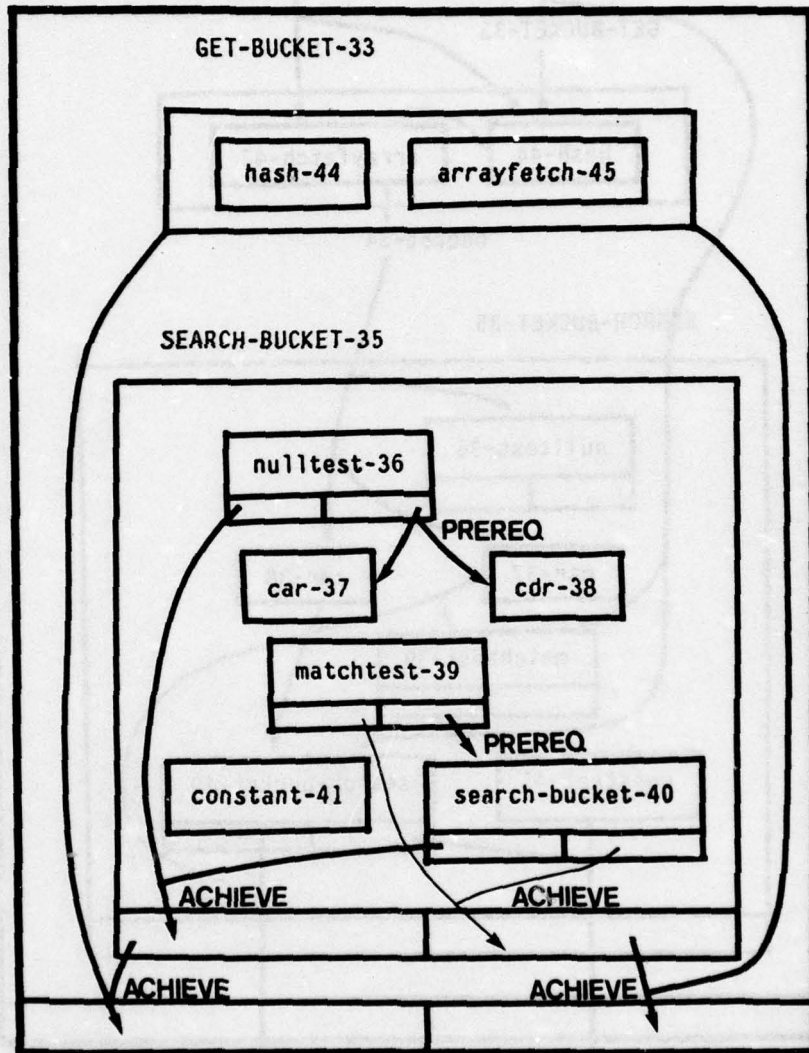 GET-BUCKET-33
hash-44 arrayfetch-45
SEARCH-BUCKET-35
nulltest-36
PREREQ
car-37 cdr-38
matchtest-39
PREREQ
constant-41 search-bucket-40
ACHIEVE ACHIEVE
ACHIEVE ACHIEVE